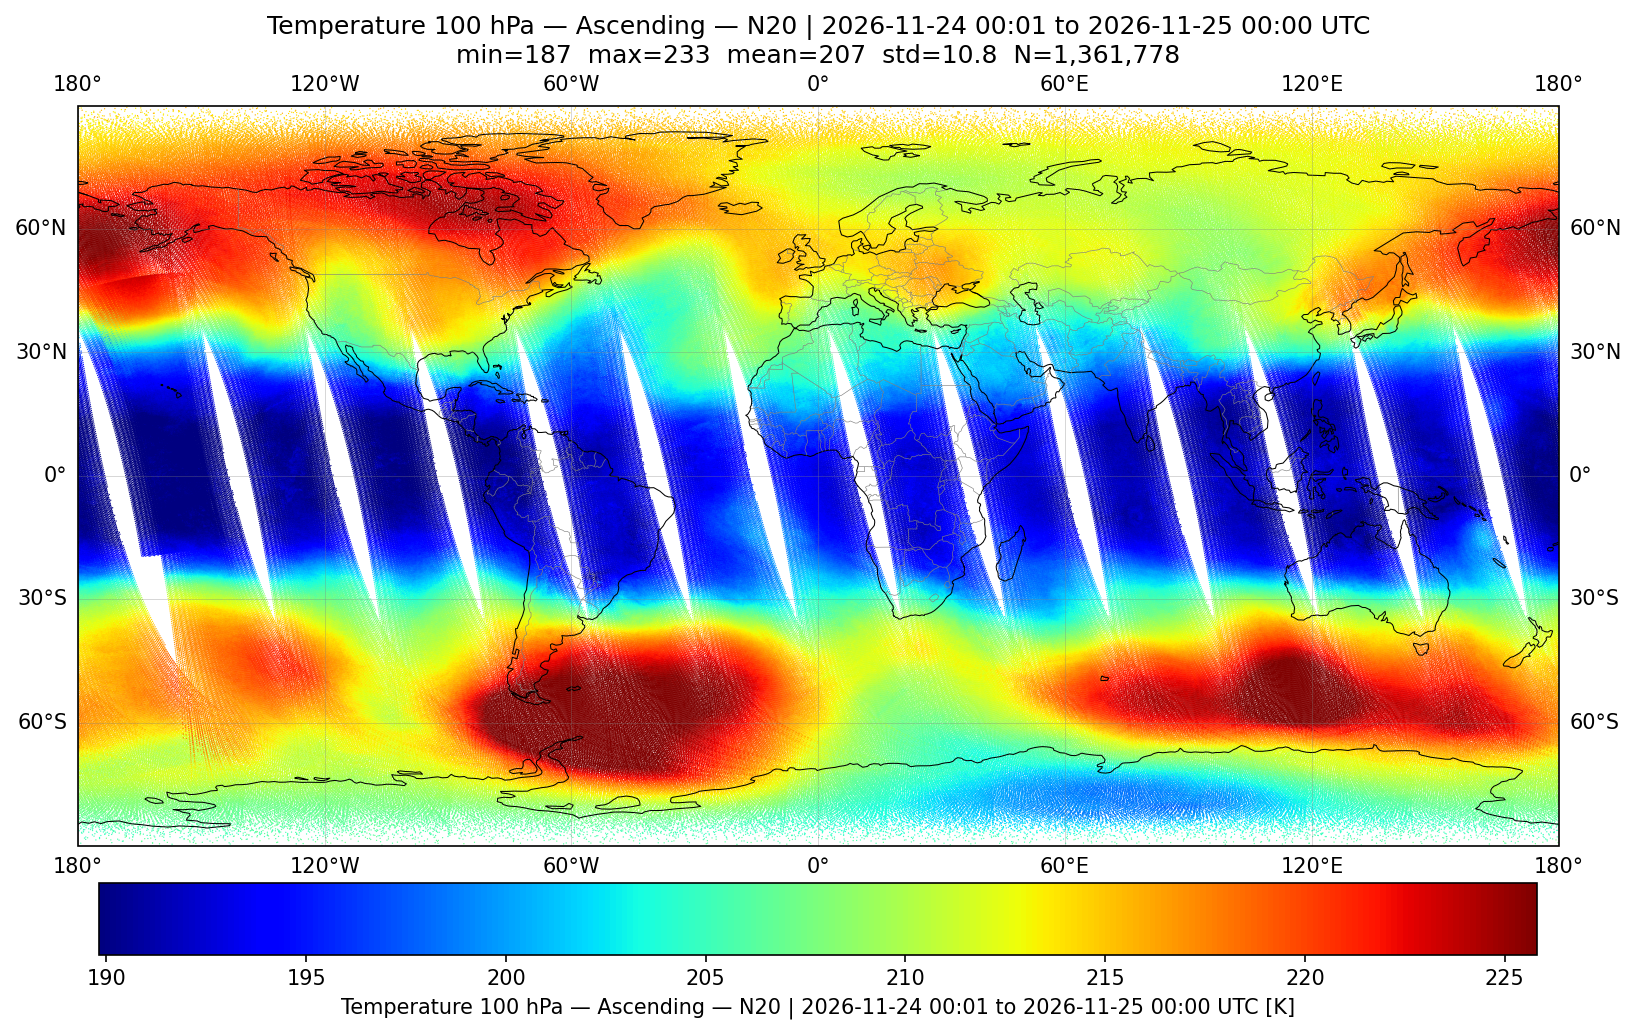 Temperature 100 hPa — Ascending — N20 | 2026-11-24 00:01 to 2026-11-25 00:00 UTC
min=187  max=233  mean=207  std=10.8  N=1,361,778
180° 120°W 60°W 0° 60°E 120°E 180°
60°N 60°N
30°N 30°N
0° 0°
30°S 30°S
60°S 60°S
180° 120°W 60°W 0° 60°E 120°E 180°
190 195 200 205 210 215 220 225
Temperature 100 hPa — Ascending — N20 | 2026-11-24 00:01 to 2026-11-25 00:00 UTC [K]